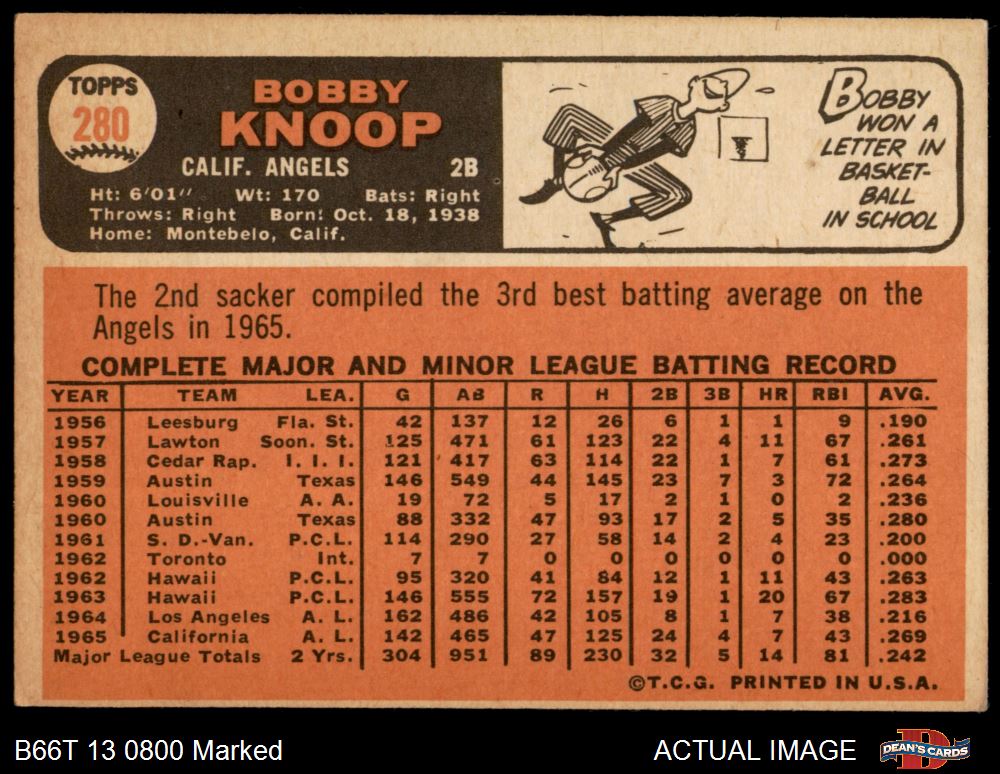 TOPPS
280
BOBBY
KNOOP
CALIF. ANGELS 2B
Ht: 6'01" Wt: 170 Bats: Right
Throws: Right Born: Oct. 18, 1938
Home: Montebelo, Calif.
BOBBY
WON A
LETTER IN
BASKET-
BALL
IN SCHOOL
The 2nd sacker compiled the 3rd best batting average on the
Angels in 1965.
COMPLETE MAJOR AND MINOR LEAGUE BATTING RECORD
YEAR TEAM LEA. G AB R H 2B 3B HR RBI AVG.
1956 Leesburg Fla. St. 42 137 12 26 6 1 1 9 .190
1957 Lawton Soon. St. 125 471 61 123 22 4 11 67 .261
1958 Cedar Rap. I. I. I. 121 417 63 114 22 1 7 61 .273
1959 Austin Texas 146 549 44 145 23 7 3 72 .264
1960 Louisville A. A. 19 72 5 17 2 1 0 2 .236
1960 Austin Texas 88 332 47 93 17 2 5 35 .280
1961 S. D.-Van. P.C.L. 114 290 27 58 14 2 4 23 .200
1962 Toronto Int. 7 7 0 0 0 0 0 0 .000
1962 Hawaii P.C.L. 95 320 41 84 12 1 11 43 .263
1963 Hawaii P.C.L. 146 555 72 157 19 1 20 67 .283
1964 Los Angeles A. L. 162 486 42 105 8 1 7 38 .216
1965 California A. L. 142 465 47 125 24 4 7 43 .269
Major League Totals 2 Yrs. 304 951 89 230 32 5 14 81 .242
©T.C.G. PRINTED IN U.S.A.
B66T 13 0800 Marked
ACTUAL IMAGE
DEAN'S CARDS